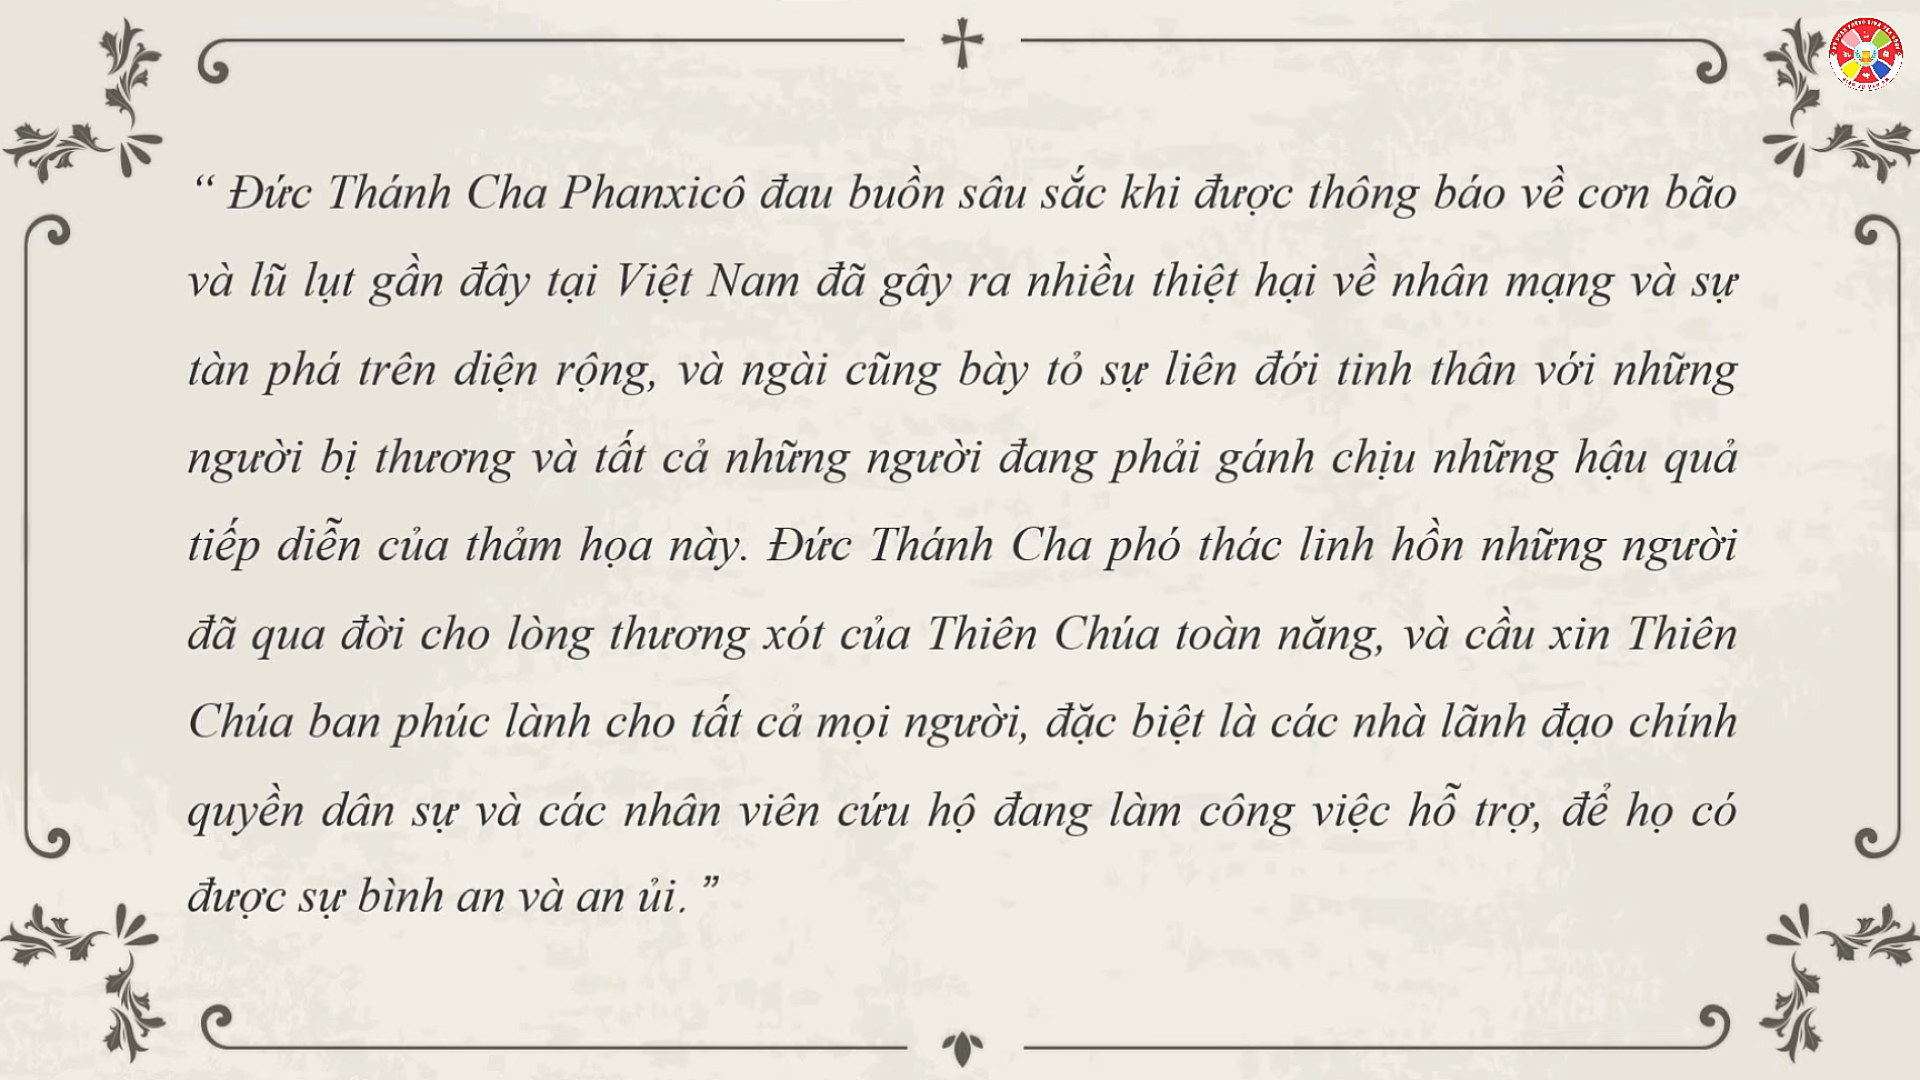 “ Đức Thánh Cha Phanxicô đau buồn sâu sắc khi được thông báo về cơn bão
và lũ lụt gần đây tại Việt Nam đã gây ra nhiều thiệt hại về nhân mạng và sự
tàn phá trên diện rộng, và ngài cũng bày tỏ sự liên đới tinh thân với những
người bị thương và tất cả những người đang phải gánh chịu những hậu quả
tiếp diễn của thảm họa này. Đức Thánh Cha phó thác linh hồn những người
đã qua đời cho lòng thương xót của Thiên Chúa toàn năng, và cầu xin Thiên
Chúa ban phúc lành cho tất cả mọi người, đặc biệt là các nhà lãnh đạo chính
quyền dân sự và các nhân viên cứu hộ đang làm công việc hỗ trợ, để họ có
được sự bình an và an ủi. ”